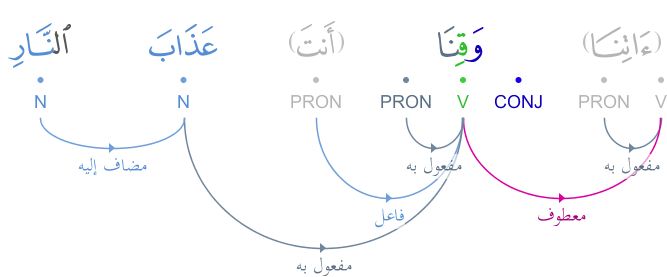 (ءَاتِنَا) وَقِنَا (أَنتَ) عَذَابَ ٱلنَّارِ
V PRON CONJ V PRON PRON N N
مفعول به مفعول به مضاف إليه
معطوف فاعل
مفعول به